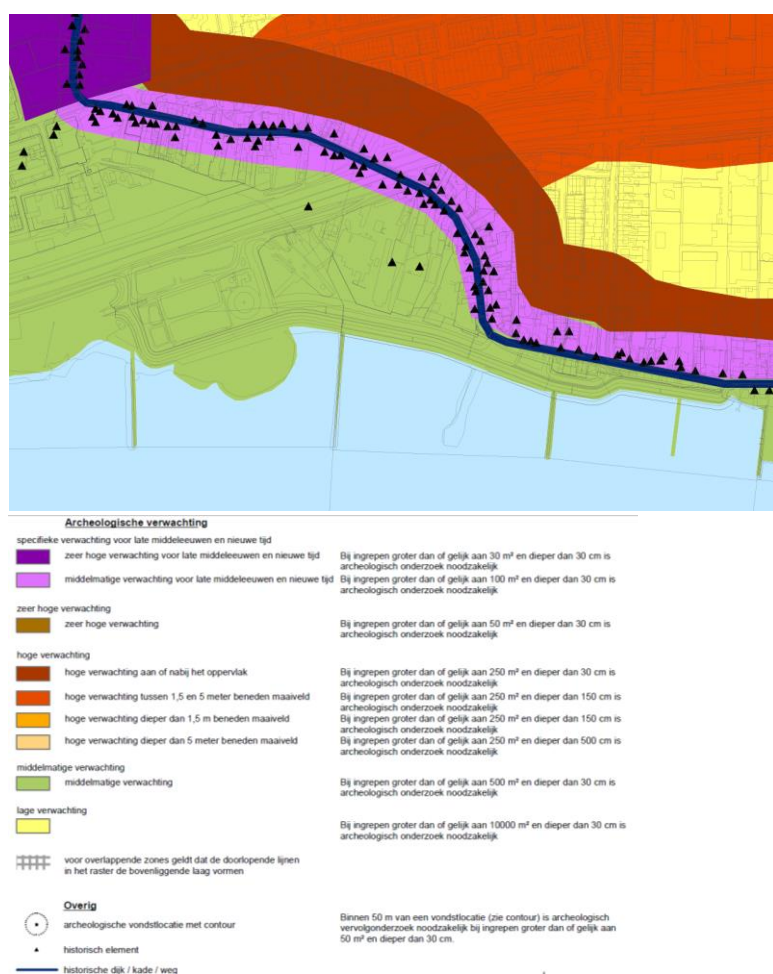 Archeologische verwachting
specifieke verwachting voor late middeleeuwen en nieuwe tijd
zeer hoge verwachting voor late middeleeuwen en nieuwe tijd
Bij ingrepen groter dan of gelijk aan 30 m² en dieper dan 30 cm is
archeologisch onderzoek noodzakelijk
middelmatige verwachting voor late middeleeuwen en nieuwe tijd
Bij ingrepen groter dan of gelijk aan 100 m² en dieper dan 30 cm is
archeologisch onderzoek noodzakelijk
zeer hoge verwachting
zeer hoge verwachting
Bij ingrepen groter dan of gelijk aan 50 m² en dieper dan 30 cm is
archeologisch onderzoek noodzakelijk
hoge verwachting
hoge verwachting aan of nabij het oppervlak
Bij ingrepen groter dan of gelijk aan 250 m² en dieper dan 30 cm is
archeologisch onderzoek noodzakelijk
hoge verwachting tussen 1,5 en 5 meter beneden maaiveld
Bij ingrepen groter dan of gelijk aan 250 m² en dieper dan 150 cm is
archeologisch onderzoek noodzakelijk
hoge verwachting dieper dan 1,5 m beneden maaiveld
Bij ingrepen groter dan of gelijk aan 250 m² en dieper dan 150 cm is
archeologisch onderzoek noodzakelijk
hoge verwachting dieper dan 5 meter beneden maaiveld
Bij ingrepen groter dan of gelijk aan 250 m² en dieper dan 500 cm is
archeologisch onderzoek noodzakelijk
middelmatige verwachting
middelmatige verwachting
Bij ingrepen groter dan of gelijk aan 500 m² en dieper dan 30 cm is
archeologisch onderzoek noodzakelijk
lage verwachting
Bij ingrepen groter dan of gelijk aan 10000 m² en dieper dan 30 cm is
archeologisch onderzoek noodzakelijk
voor overlappende zones geldt dat de doorlopende lijnen
in het raster de bovenliggende laag vormen
Overig
archeologische vondstlocatie met contour
Binnen 50 m van een vondstlocatie (zie contour) is archeologisch
vervolgonderzoek noodzakelijk bij ingrepen groter dan of gelijk aan
50 m² en dieper dan 30 cm.
historisch element
historische dijk / kade / weg